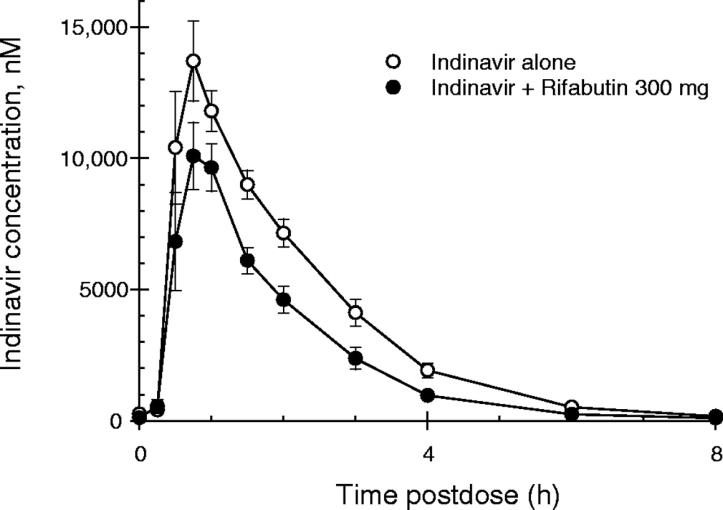 15,000
10,000
5000
0
Indinavir concentration, nM
Indinavir alone
Indinavir + Rifabutin 300 mg
0 4 8
Time postdose (h)